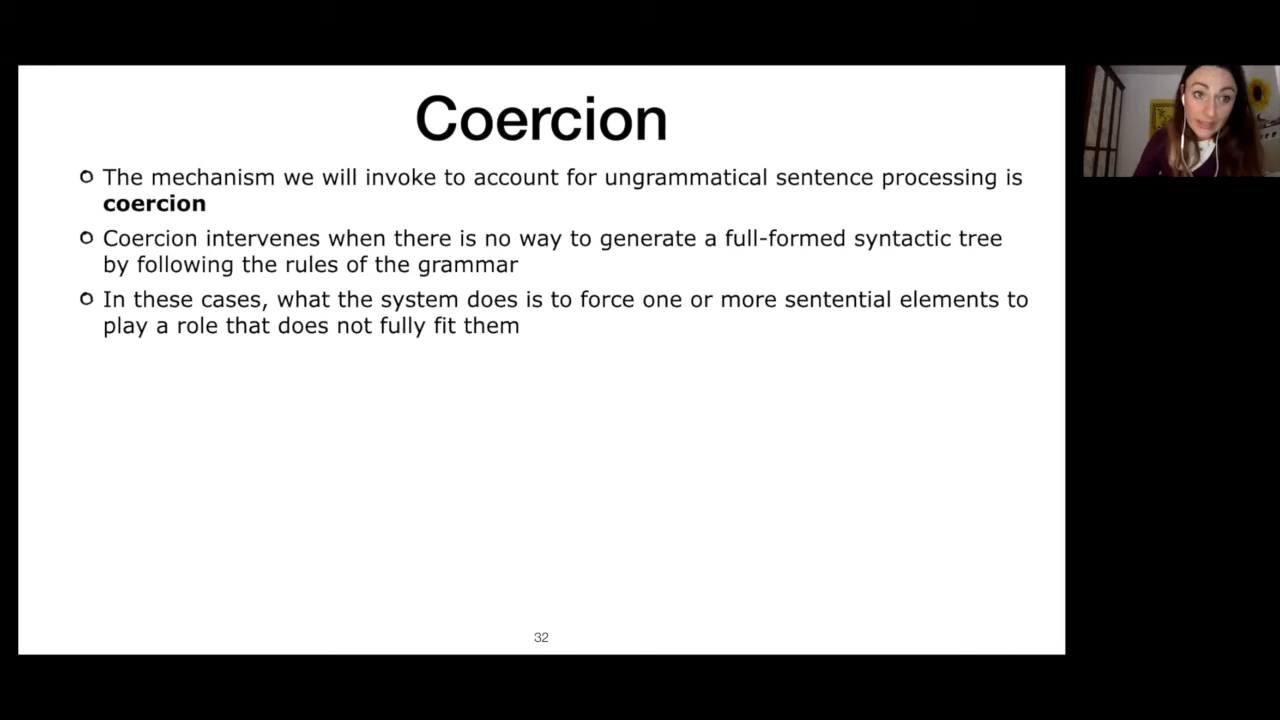 Coercion
The mechanism we will invoke to account for ungrammatical sentence processing is
coercion
Coercion intervenes when there is no way to generate a full-formed syntactic tree
by following the rules of the grammar
In these cases, what the system does is to force one or more sentential elements to
play a role that does not fully fit them
32